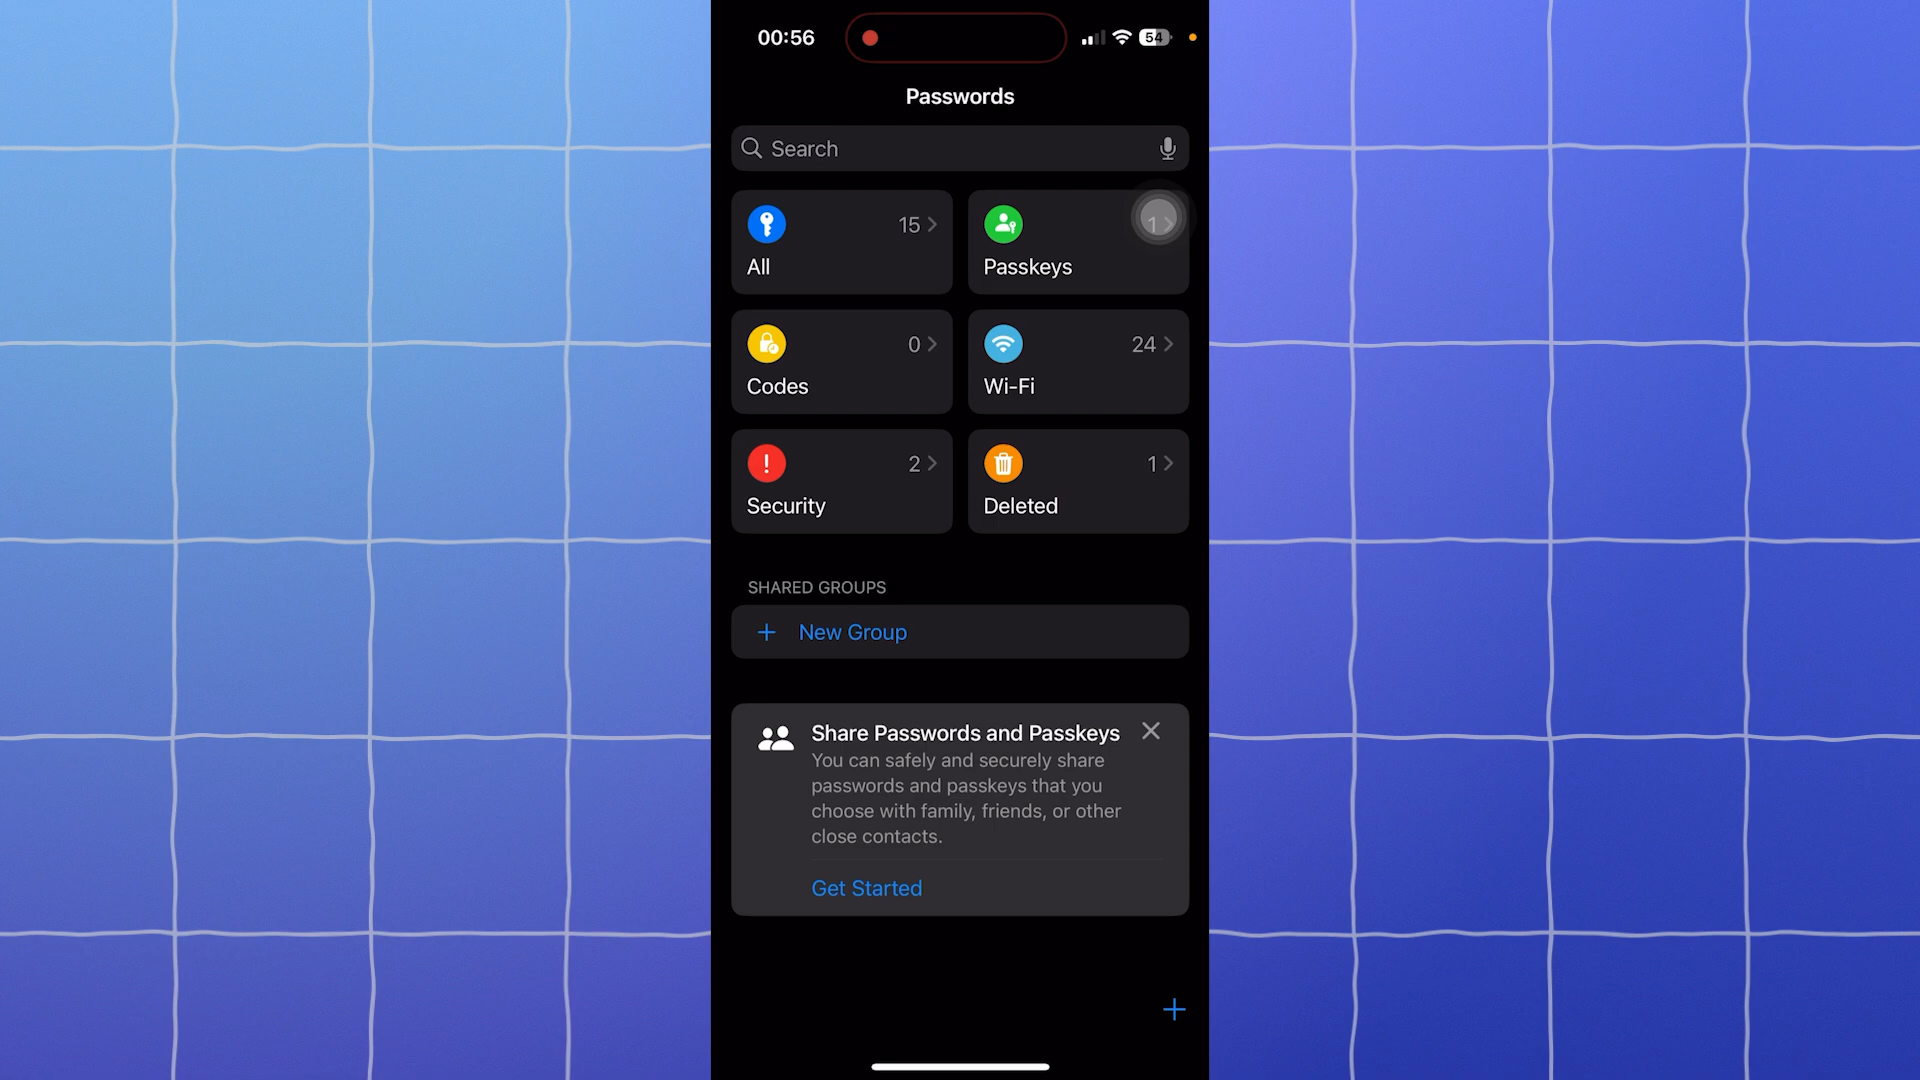 00:56
54
Passwords
Search
15
All
1
Passkeys
0
Codes
24
Wi-Fi
2
Security
1
Deleted
SHARED GROUPS
+ New Group
Share Passwords and Passkeys
You can safely and securely share
passwords and passkeys that you
choose with family, friends, or other
close contacts.
Get Started